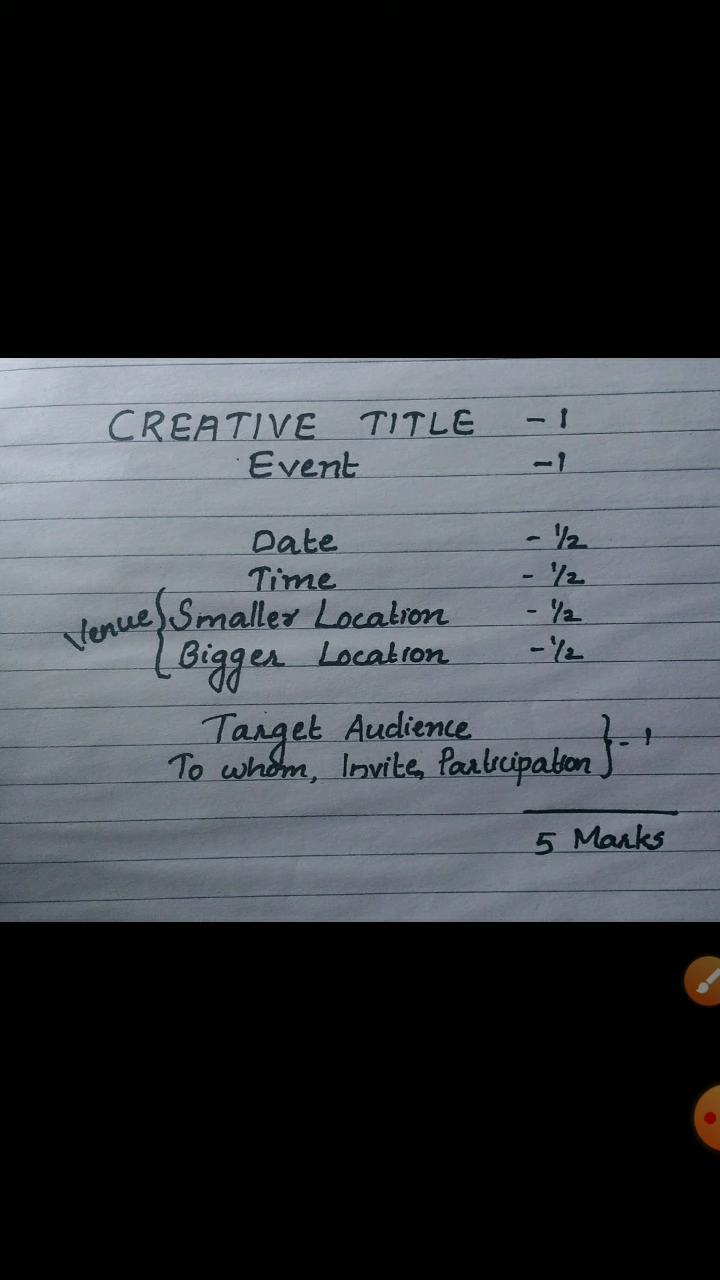 CREATIVE TITLE - 1
Event - 1
Date - 1/2
Time - 1/2
Venue { Smaller Location - 1/2
Bigger Location - 1/2
Target Audience
To whom, Invite, Participation } - 1
5 Marks